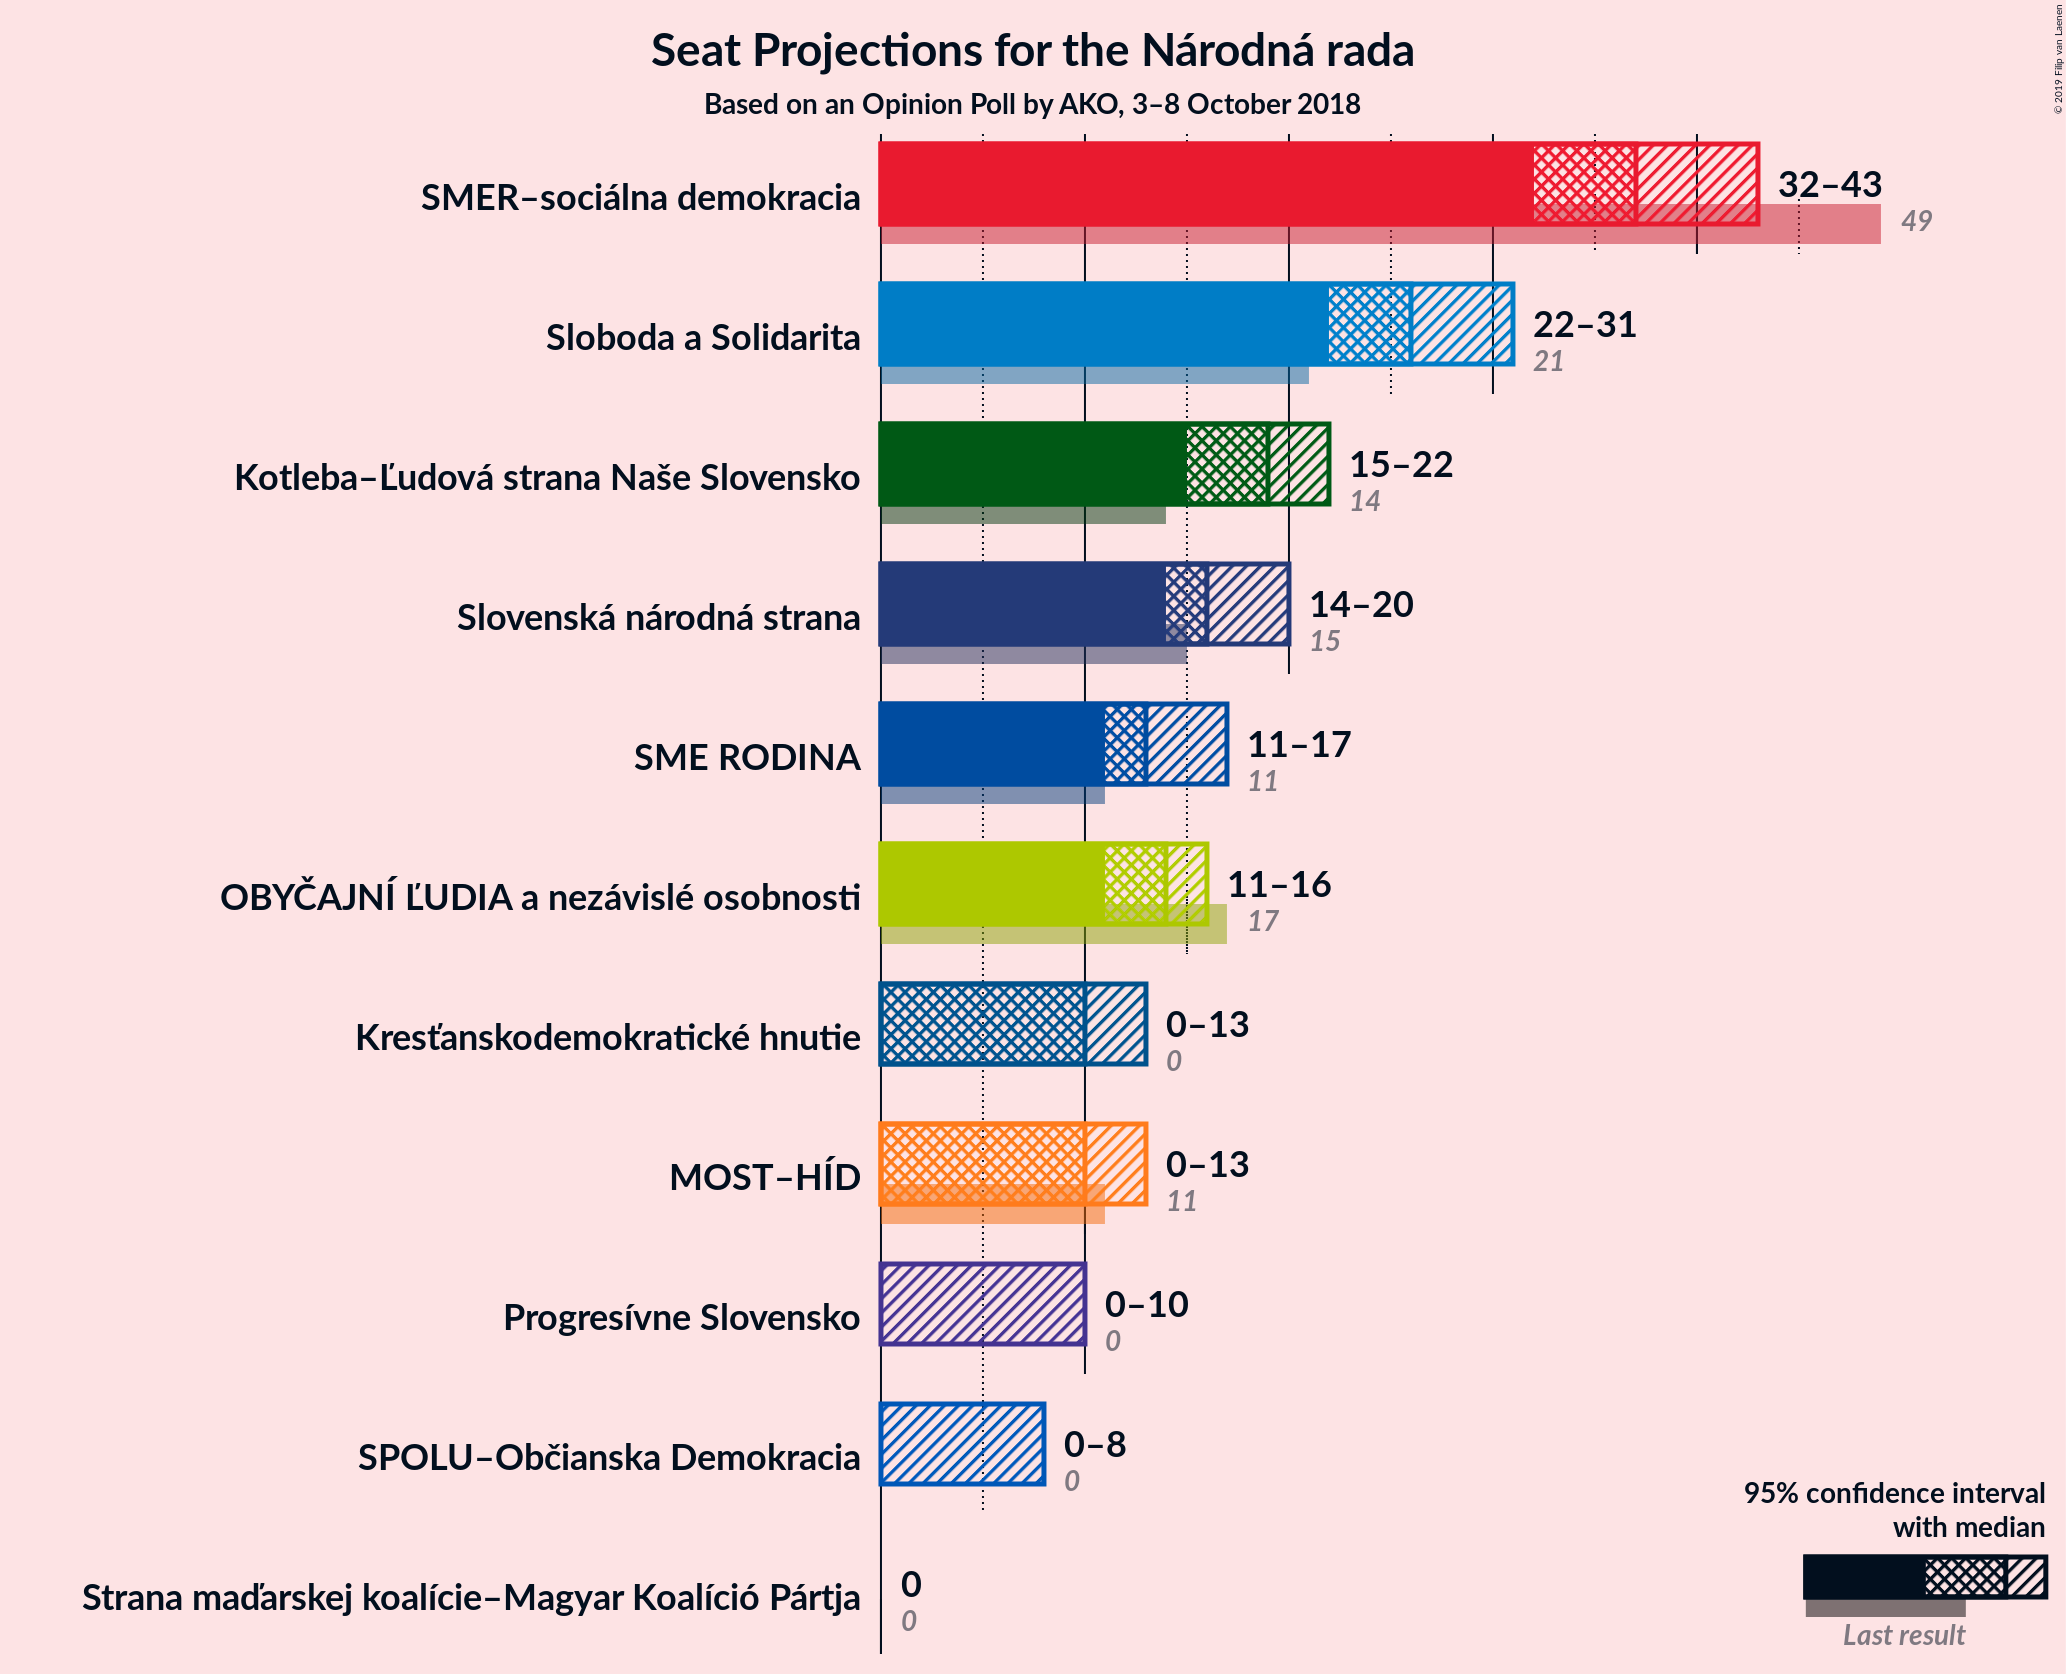 Seat Projections for the Národná rada
Based on an Opinion Poll by AKO, 3–8 October 2018
© 2019 Filip van Laenen
SMER–sociálna demokracia
32–43
49
Sloboda a Solidarita
22–31
21
Kotleba–Ľudová strana Naše Slovensko
15–22
14
Slovenská národná strana
14–20
15
SME RODINA
11–17
11
OBYČAJNÍ ĽUDIA a nezávislé osobnosti
11–16
17
Kresťanskodemokratické hnutie
0–13
0
MOST–HÍD
0–13
11
Progresívne Slovensko
0–10
0
SPOLU–Občianska Demokracia
0–8
0
Strana maďarskej koalície–Magyar Koalíció Pártja
0
0
95% confidence interval
with median
Last result